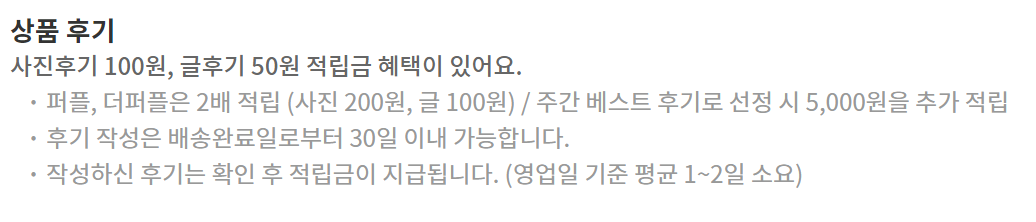 상품 후기
사진후기 100원, 글후기 50원 적립금 혜택이 있어요.
· 퍼플, 더퍼플은 2배 적립 (사진 200원, 글 100원) / 주간 베스트 후기로 선정 시 5,000원을 추가 적립
· 후기 작성은 배송완료일로부터 30일 이내 가능합니다.
· 작성하신 후기는 확인 후 적립금이 지급됩니다. (영업일 기준 평균 1~2일 소요)